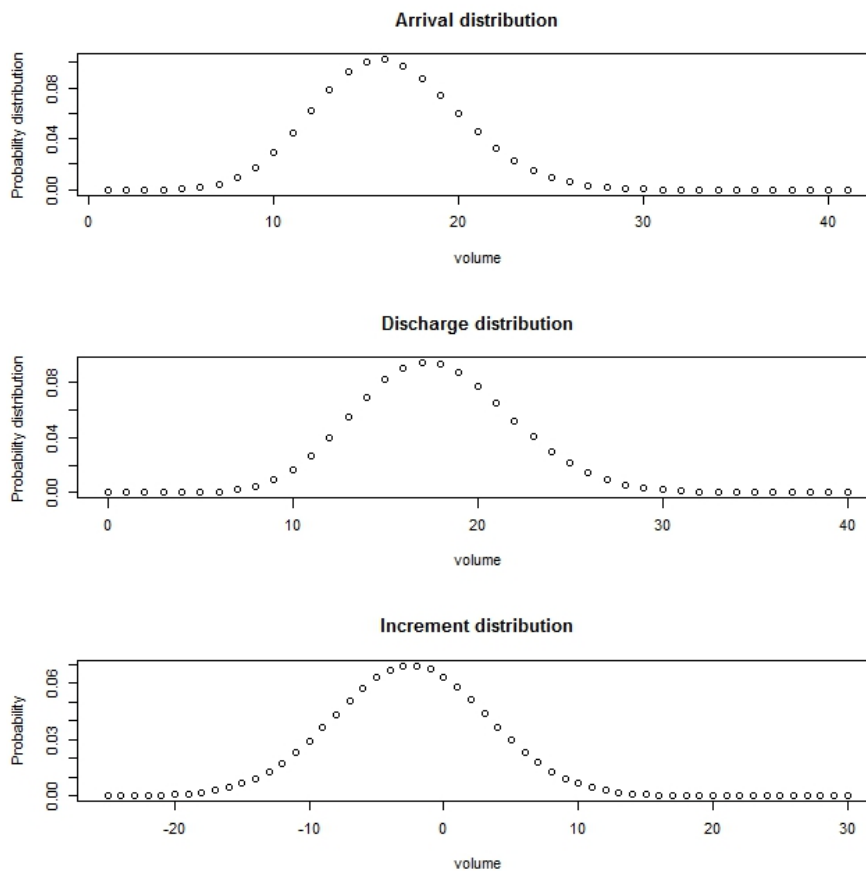 Arrival distribution
Probability distribution
0.00 0.04 0.08
0 10 20 30 40
volume
Discharge distribution
Probability distribution
0.00 0.04 0.08
0 10 20 30 40
volume
Increment distribution
Probability
0.00 0.03 0.06
-20 -10 0 10 20 30
volume